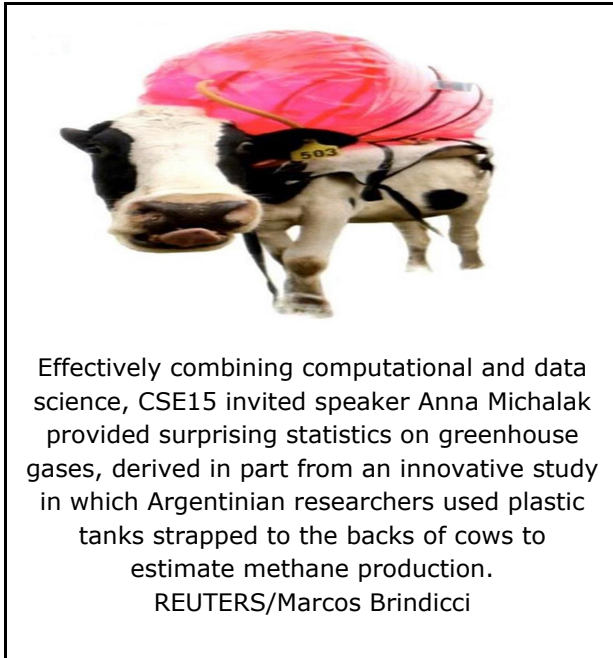 503
Effectively combining computational and data
science, CSE15 invited speaker Anna Michalak
provided surprising statistics on greenhouse
gases, derived in part from an innovative study
in which Argentinian researchers used plastic
tanks strapped to the backs of cows to
estimate methane production.
REUTERS/Marcos Brindicci